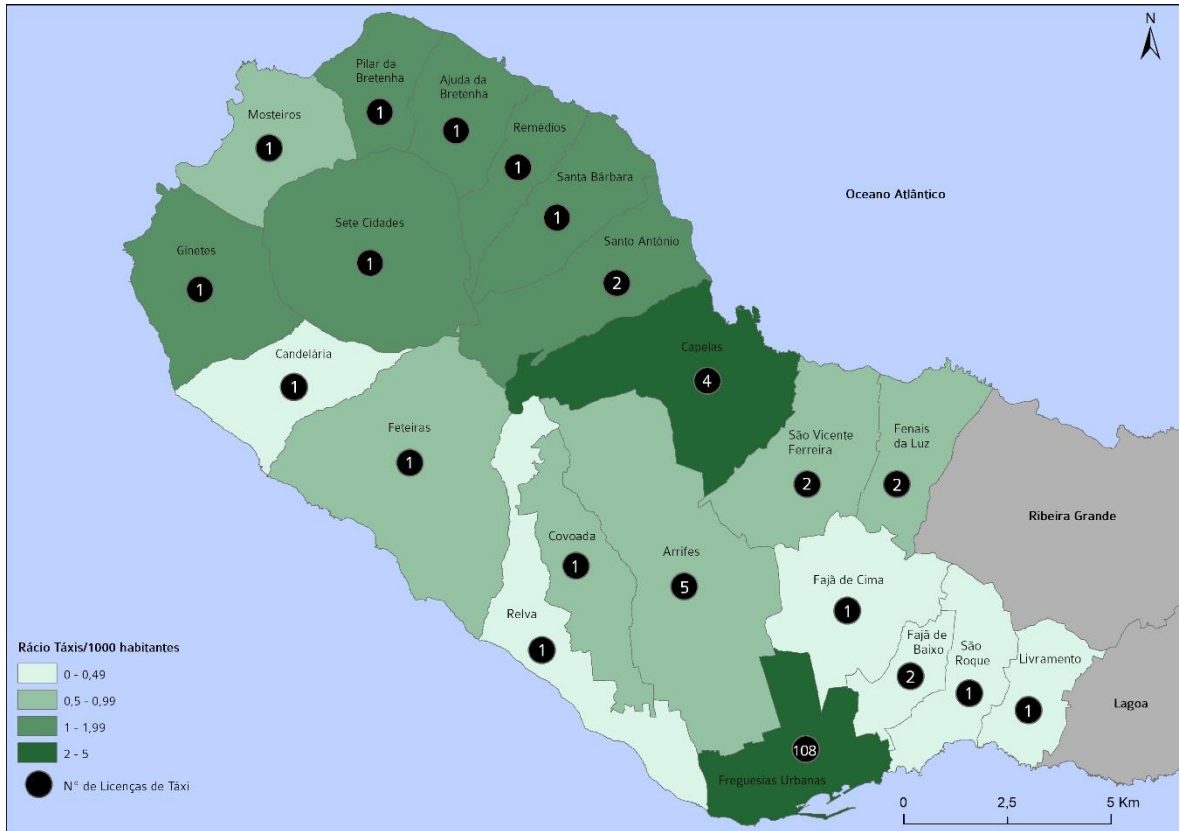 N
Pilar da
Bretenha
1
Ajuda da
Bretenha
1
Mosteiros
1
Remédios
1
Santa Bárbara
1
Oceano Atlântico
Sete Cidades
1
Santo António
2
Ginetes
1
Candelária
1
Capelas
4
Feteiras
1
São Vicente
Ferreira
2
Fenais
da Luz
2
Ribeira Grande
Covoada
1
Arrifes
5
Fajã de Cima
1
Relva
1
Fajã de
Baixo
2
São
Roque
1
Livramento
1
Lagoa
108
Freguesias Urbanas
Rácio Táxis/1000 habitantes
0 - 0,49
0,5 - 0,99
1 - 1,99
2 - 5
N° de Licenças de Táxi
0 2,5 5 Km